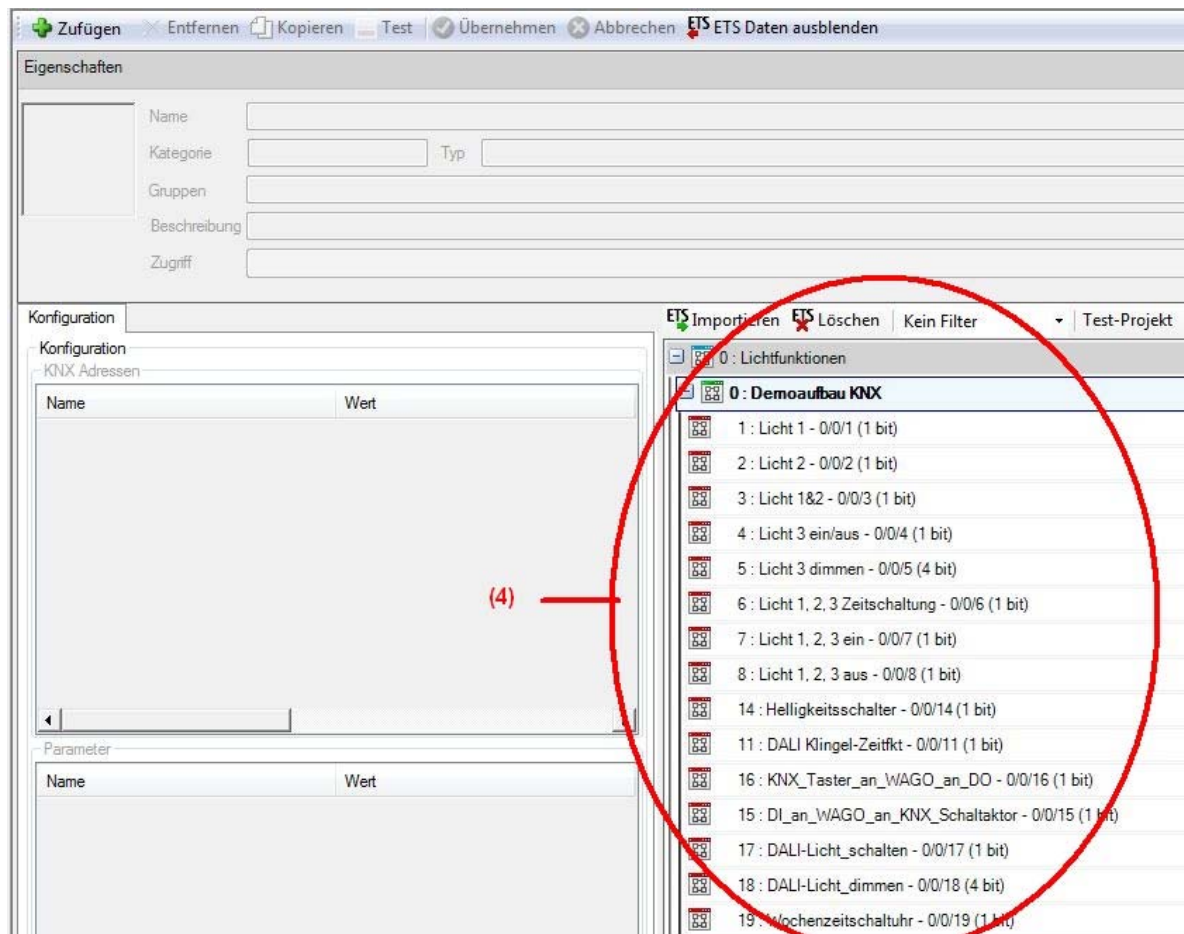 Zufügen Entfernen Kopieren Test Übernehmen Abbrechen ETS ETS Daten ausblenden
Eigenschaften
Name
Kategorie Typ
Gruppen
Beschreibung
Zugriff
Konfiguration
Konfiguration
KNX Adressen
Name Wert
Parameter
Name Wert
(4)
ETS Importieren ETS Löschen Kein Filter Test-Projekt
0 : Lichtfunktionen
0 : Demoaufbau KNX
1 : Licht 1 - 0/0/1 (1 bit)
2 : Licht 2 - 0/0/2 (1 bit)
3 : Licht 1&2 - 0/0/3 (1 bit)
4 : Licht 3 ein/aus - 0/0/4 (1 bit)
5 : Licht 3 dimmen - 0/0/5 (4 bit)
6 : Licht 1, 2, 3 Zeitschaltung - 0/0/6 (1 bit)
7 : Licht 1, 2, 3 ein - 0/0/7 (1 bit)
8 : Licht 1, 2, 3 aus - 0/0/8 (1 bit)
14 : Helligkeitsschalter - 0/0/14 (1 bit)
11 : DALI Klingel-Zeitfkt - 0/0/11 (1 bit)
16 : KNX_Taster_an_WAGO_an_DO - 0/0/16 (1 bit)
15 : DI_an_WAGO_an_KNX_Schaltaktor - 0/0/15 (1 bit)
17 : DALI-Licht_schalten - 0/0/17 (1 bit)
18 : DALI-Licht_dimmen - 0/0/18 (4 bit)
19 : Wochenzeitschaltuhr - 0/0/19 (1 bit)